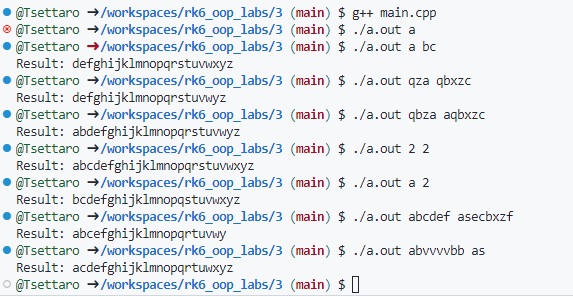 @Tsettaro ➜/workspaces/rk6_oop_labs/3 (main) $ g++ main.cpp
@Tsettaro ➜/workspaces/rk6_oop_labs/3 (main) $ ./a.out a
@Tsettaro ➜/workspaces/rk6_oop_labs/3 (main) $ ./a.out a bc
Result: defghijklmnopqrstuvwxyz
@Tsettaro ➜/workspaces/rk6_oop_labs/3 (main) $ ./a.out qza qbxzc
Result: defghijklmnoprstuvwyz
@Tsettaro ➜/workspaces/rk6_oop_labs/3 (main) $ ./a.out qbza aqbxzc
Result: abdefghijklmnopqrstuvwyz
@Tsettaro ➜/workspaces/rk6_oop_labs/3 (main) $ ./a.out 2 2
Result: abcdefghijklmnopqrstuvwxyz
@Tsettaro ➜/workspaces/rk6_oop_labs/3 (main) $ ./a.out a 2
Result: bcdefghijklmnopqrstuvwxyz
@Tsettaro ➜/workspaces/rk6_oop_labs/3 (main) $ ./a.out abcdef asecbxzf
Result: abcefghijklmnopqrtuvwy
@Tsettaro ➜/workspaces/rk6_oop_labs/3 (main) $ ./a.out abvvvvbb as
Result: acdefghijklmnopqrtuwxyz
@Tsettaro ➜/workspaces/rk6_oop_labs/3 (main) $